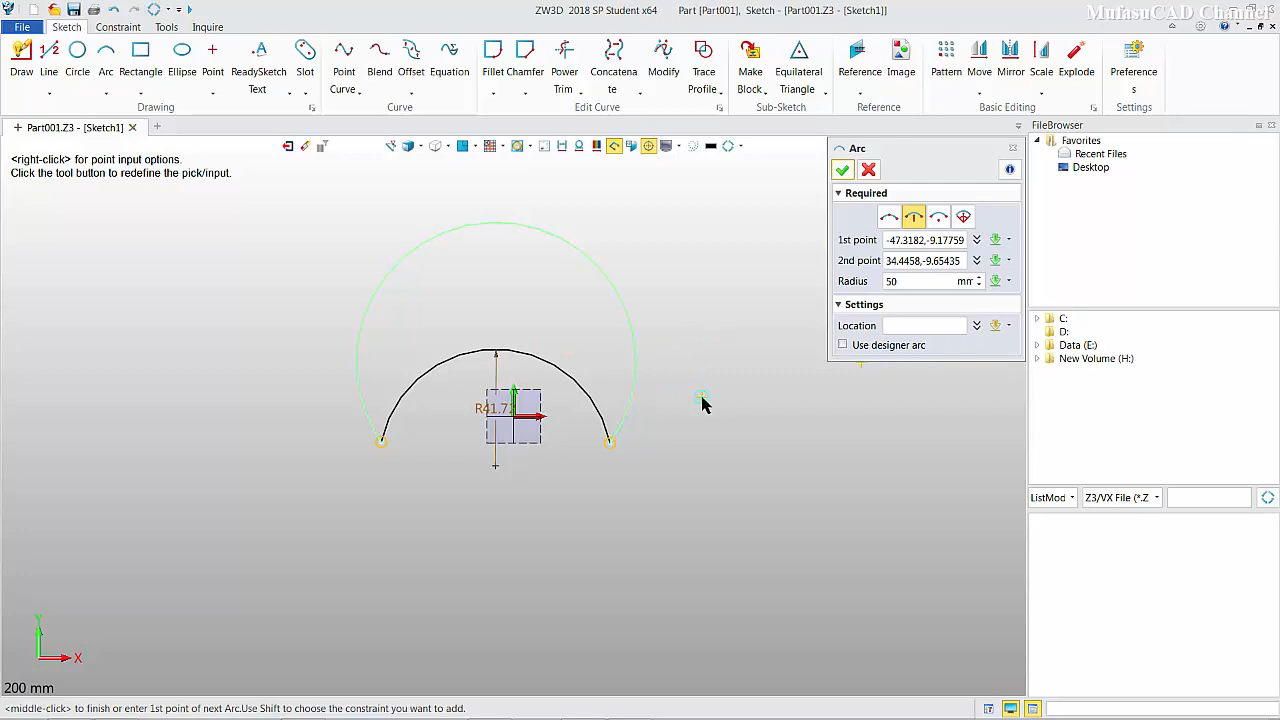 ZW3D 2018 SP Student x64 Part [Part001], Sketch - [Part001.Z3 - [Sketch1]]
MufasuCAD Channel
File Sketch Constraint Tools Inquire
Draw Line Circle Arc Rectangle Ellipse Point ReadySketch Text Slot
Point Curve Blend Offset Equation
Fillet Chamfer Power Trim Concatenate Modify Trace Profile
Make Block Equilateral Triangle
Reference Image
Pattern Move Mirror Scale Explode
Preferences
Drawing Curve Edit Curve Sub-Sketch Reference Basic Editing Settings
Part001.Z3 - [Sketch1]
<right-click> for point input options.
Click the tool button to redefine the pick/input.
Arc
Required
1st point -47.3182,-9.17759
2nd point 34.4458,-9.65435
Radius 50 mm
Settings
Location
Use designer arc
FileBrowser
Favorites
Recent Files
Desktop
C:
D:
Data (E:)
New Volume (H:)
ListMod Z3/VX File (*.Z
Y
X
200 mm
<middle-click> to finish or enter 1st point of next Arc.Use Shift to choose the constraint you want to add.